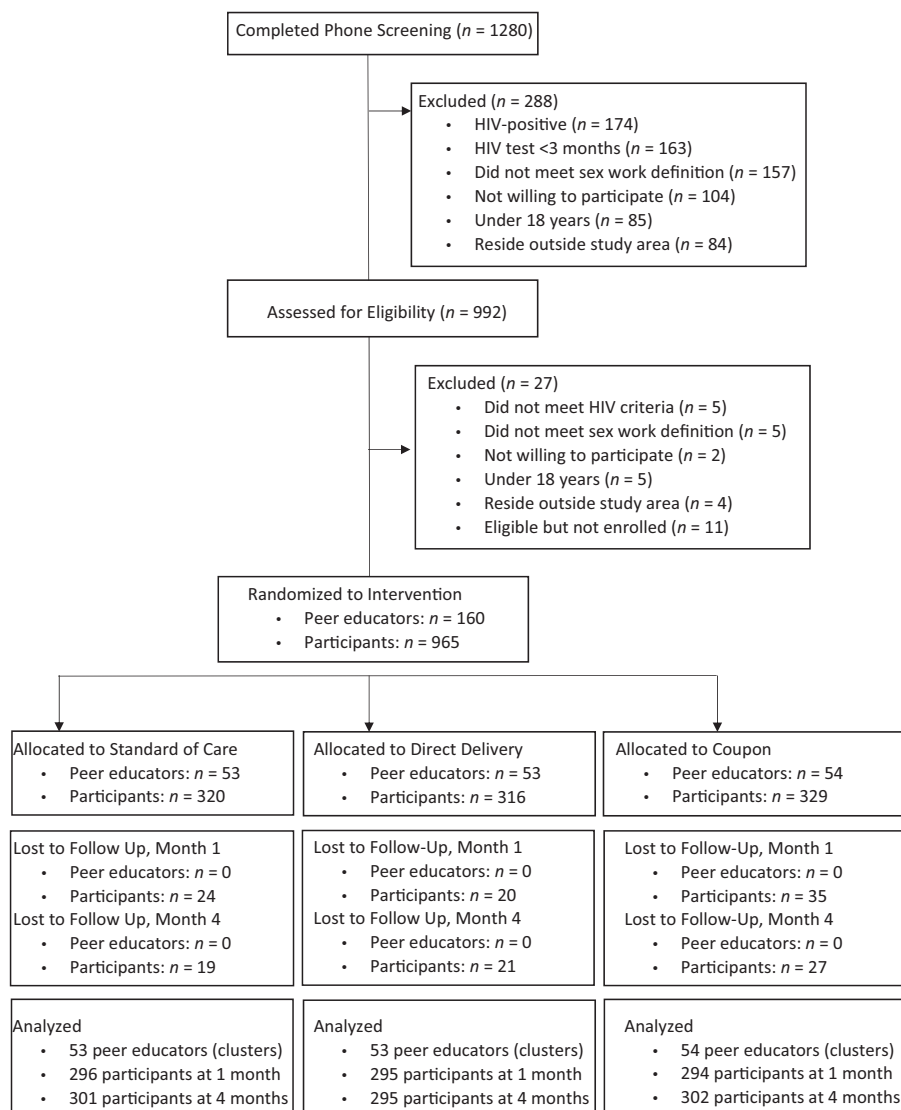 Completed Phone Screening (n = 1280)
Excluded (n = 288)
• HIV-positive (n = 174)
• HIV test <3 months (n = 163)
• Did not meet sex work definition (n = 157)
• Not willing to participate (n = 104)
• Under 18 years (n = 85)
• Reside outside study area (n = 84)
Assessed for Eligibility (n = 992)
Excluded (n = 27)
• Did not meet HIV criteria (n = 5)
• Did not meet sex work definition (n = 5)
• Not willing to participate (n = 2)
• Under 18 years (n = 5)
• Reside outside study area (n = 4)
• Eligible but not enrolled (n = 11)
Randomized to Intervention
• Peer educators: n = 160
• Participants: n = 965
Allocated to Standard of Care
• Peer educators: n = 53
• Participants: n = 320
Allocated to Direct Delivery
• Peer educators: n = 53
• Participants: n = 316
Allocated to Coupon
• Peer educators: n = 54
• Participants: n = 329
Lost to Follow Up, Month 1
• Peer educators: n = 0
• Participants: n = 24
Lost to Follow Up, Month 4
• Peer educators: n = 0
• Participants: n = 19
Lost to Follow-Up, Month 1
• Peer educators: n = 0
• Participants: n = 20
Lost to Follow Up, Month 4
• Peer educators: n = 0
• Participants: n = 21
Lost to Follow-Up, Month 1
• Peer educators: n = 0
• Participants: n = 35
Lost to Follow-Up, Month 4
• Peer educators: n = 0
• Participants: n = 27
Analyzed
• 53 peer educators (clusters)
• 296 participants at 1 month
• 301 participants at 4 months
Analyzed
• 53 peer educators (clusters)
• 295 participants at 1 month
• 295 participants at 4 months
Analyzed
• 54 peer educators (clusters)
• 294 participants at 1 month
• 302 participants at 4 months